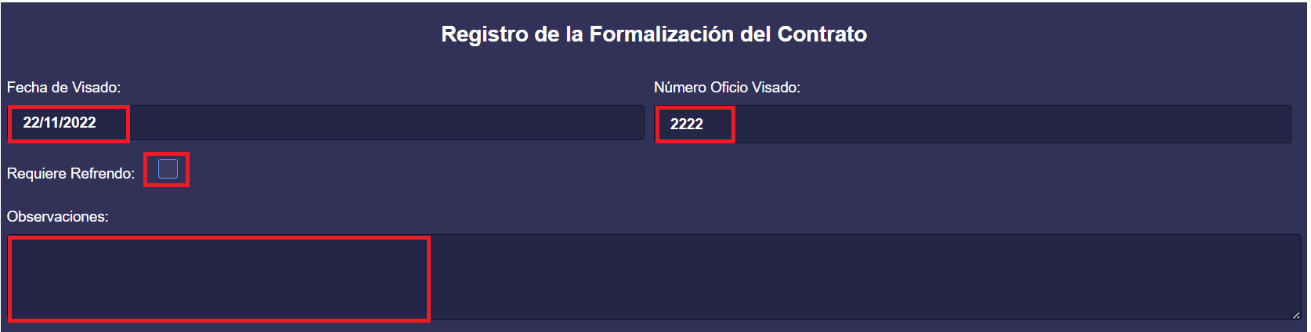 Registro de la Formalización del Contrato
Fecha de Visado: Número Oficio Visado:
22/11/2022 2222
Requiere Refrendo:
Observaciones: